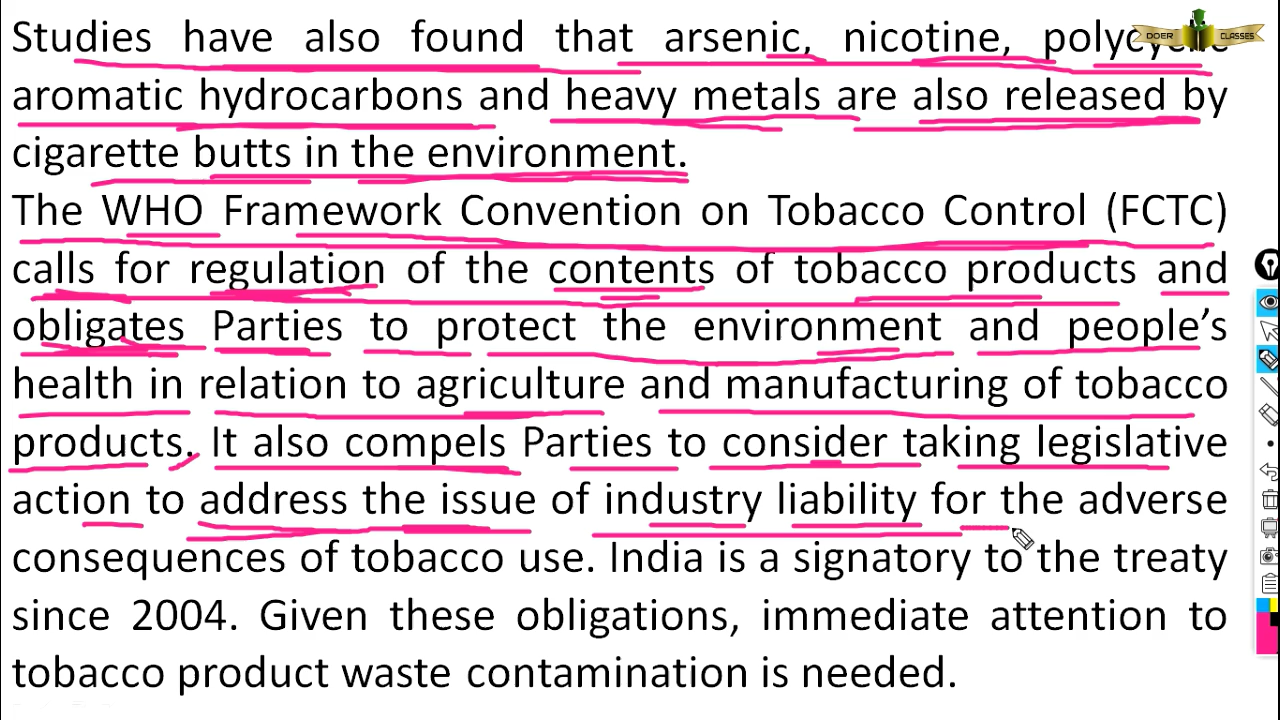 Studies have also found that arsenic, nicotine, polycyclic
DOER CLASSES
aromatic hydrocarbons and heavy metals are also released by
cigarette butts in the environment.
The WHO Framework Convention on Tobacco Control (FCTC)
calls for regulation of the contents of tobacco products and
obligates Parties to protect the environment and people's
health in relation to agriculture and manufacturing of tobacco
products. It also compels Parties to consider taking legislative
action to address the issue of industry liability for the adverse
consequences of tobacco use. India is a signatory to the treaty
since 2004. Given these obligations, immediate attention to
tobacco product waste contamination is needed.